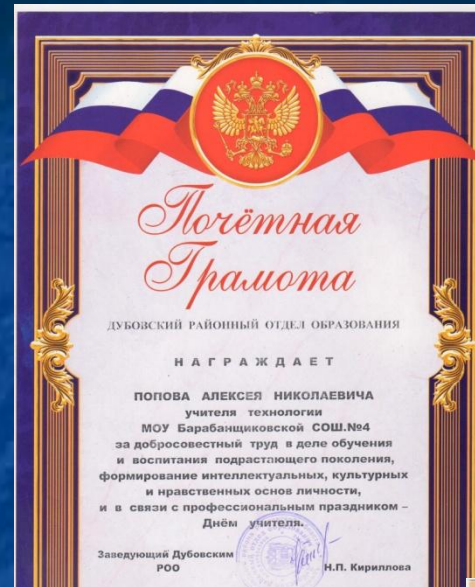 Почётная
Грамота
ДУБОВСКИЙ РАЙОННЫЙ ОТДЕЛ ОБРАЗОВАНИЯ
НАГРАЖДАЕТ
ПОПОВА АЛЕКСЕЯ НИКОЛАЕВИЧА
учителя технологии
МОУ Барабанщиковской СОШ.№4
за добросовестный труд в деле обучения
и воспитания подрастающего поколения,
формирование интеллектуальных, культурных
и нравственных основ личности,
и в связи с профессиональным праздником –
Днём учителя.
Заведующий Дубовским
РОО Н.П. Кириллова